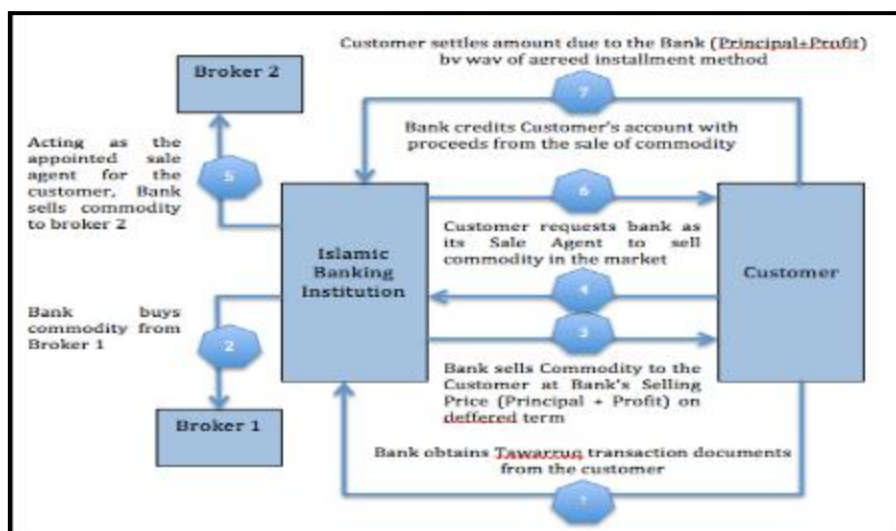 Customer settles amount due to the Bank (Principal+Profit)
by way of agreed installment method
Broker 2
7
Bank credits Customer's account with
proceeds from the sale of commodity
Acting as the
appointed sale
agent for the
customer, Bank
sells commodity
to broker 2
5
6
Customer requests bank as
its Sale Agent to sell
commodity in the market
Islamic
Banking
Institution
Customer
4
Bank buys
commodity from
Broker 1
2
3
Bank sells Commodity to the
Customer at Bank's Selling
Price (Principal + Profit) on
deffered term
Broker 1
Bank obtains Tawarruq transaction documents
from the customer
1